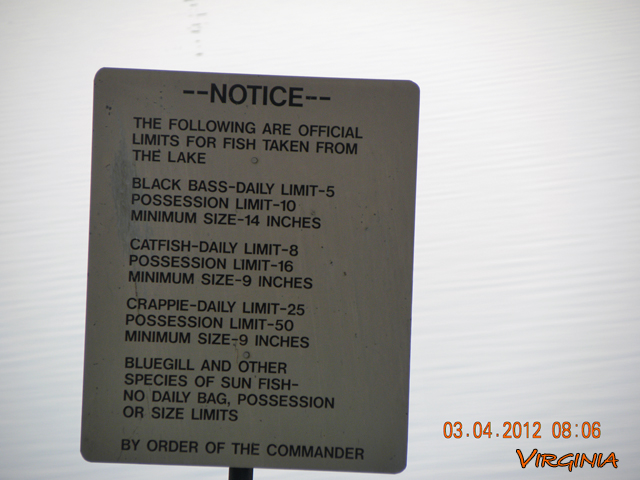 --NOTICE--
THE FOLLOWING ARE OFFICIAL
LIMITS FOR FISH TAKEN FROM
THE LAKE
BLACK BASS-DAILY LIMIT-5
POSSESSION LIMIT-10
MINIMUM SIZE-14 INCHES
CATFISH-DAILY LIMIT-8
POSSESSION LIMIT-16
MINIMUM SIZE-9 INCHES
CRAPPIE-DAILY LIMIT-25
POSSESSION LIMIT-50
MINIMUM SIZE-9 INCHES
BLUEGILL AND OTHER
SPECIES OF SUN FISH-
NO DAILY BAG, POSSESSION
OR SIZE LIMITS
BY ORDER OF THE COMMANDER
03.04.2012 08:06
VIRGINIA